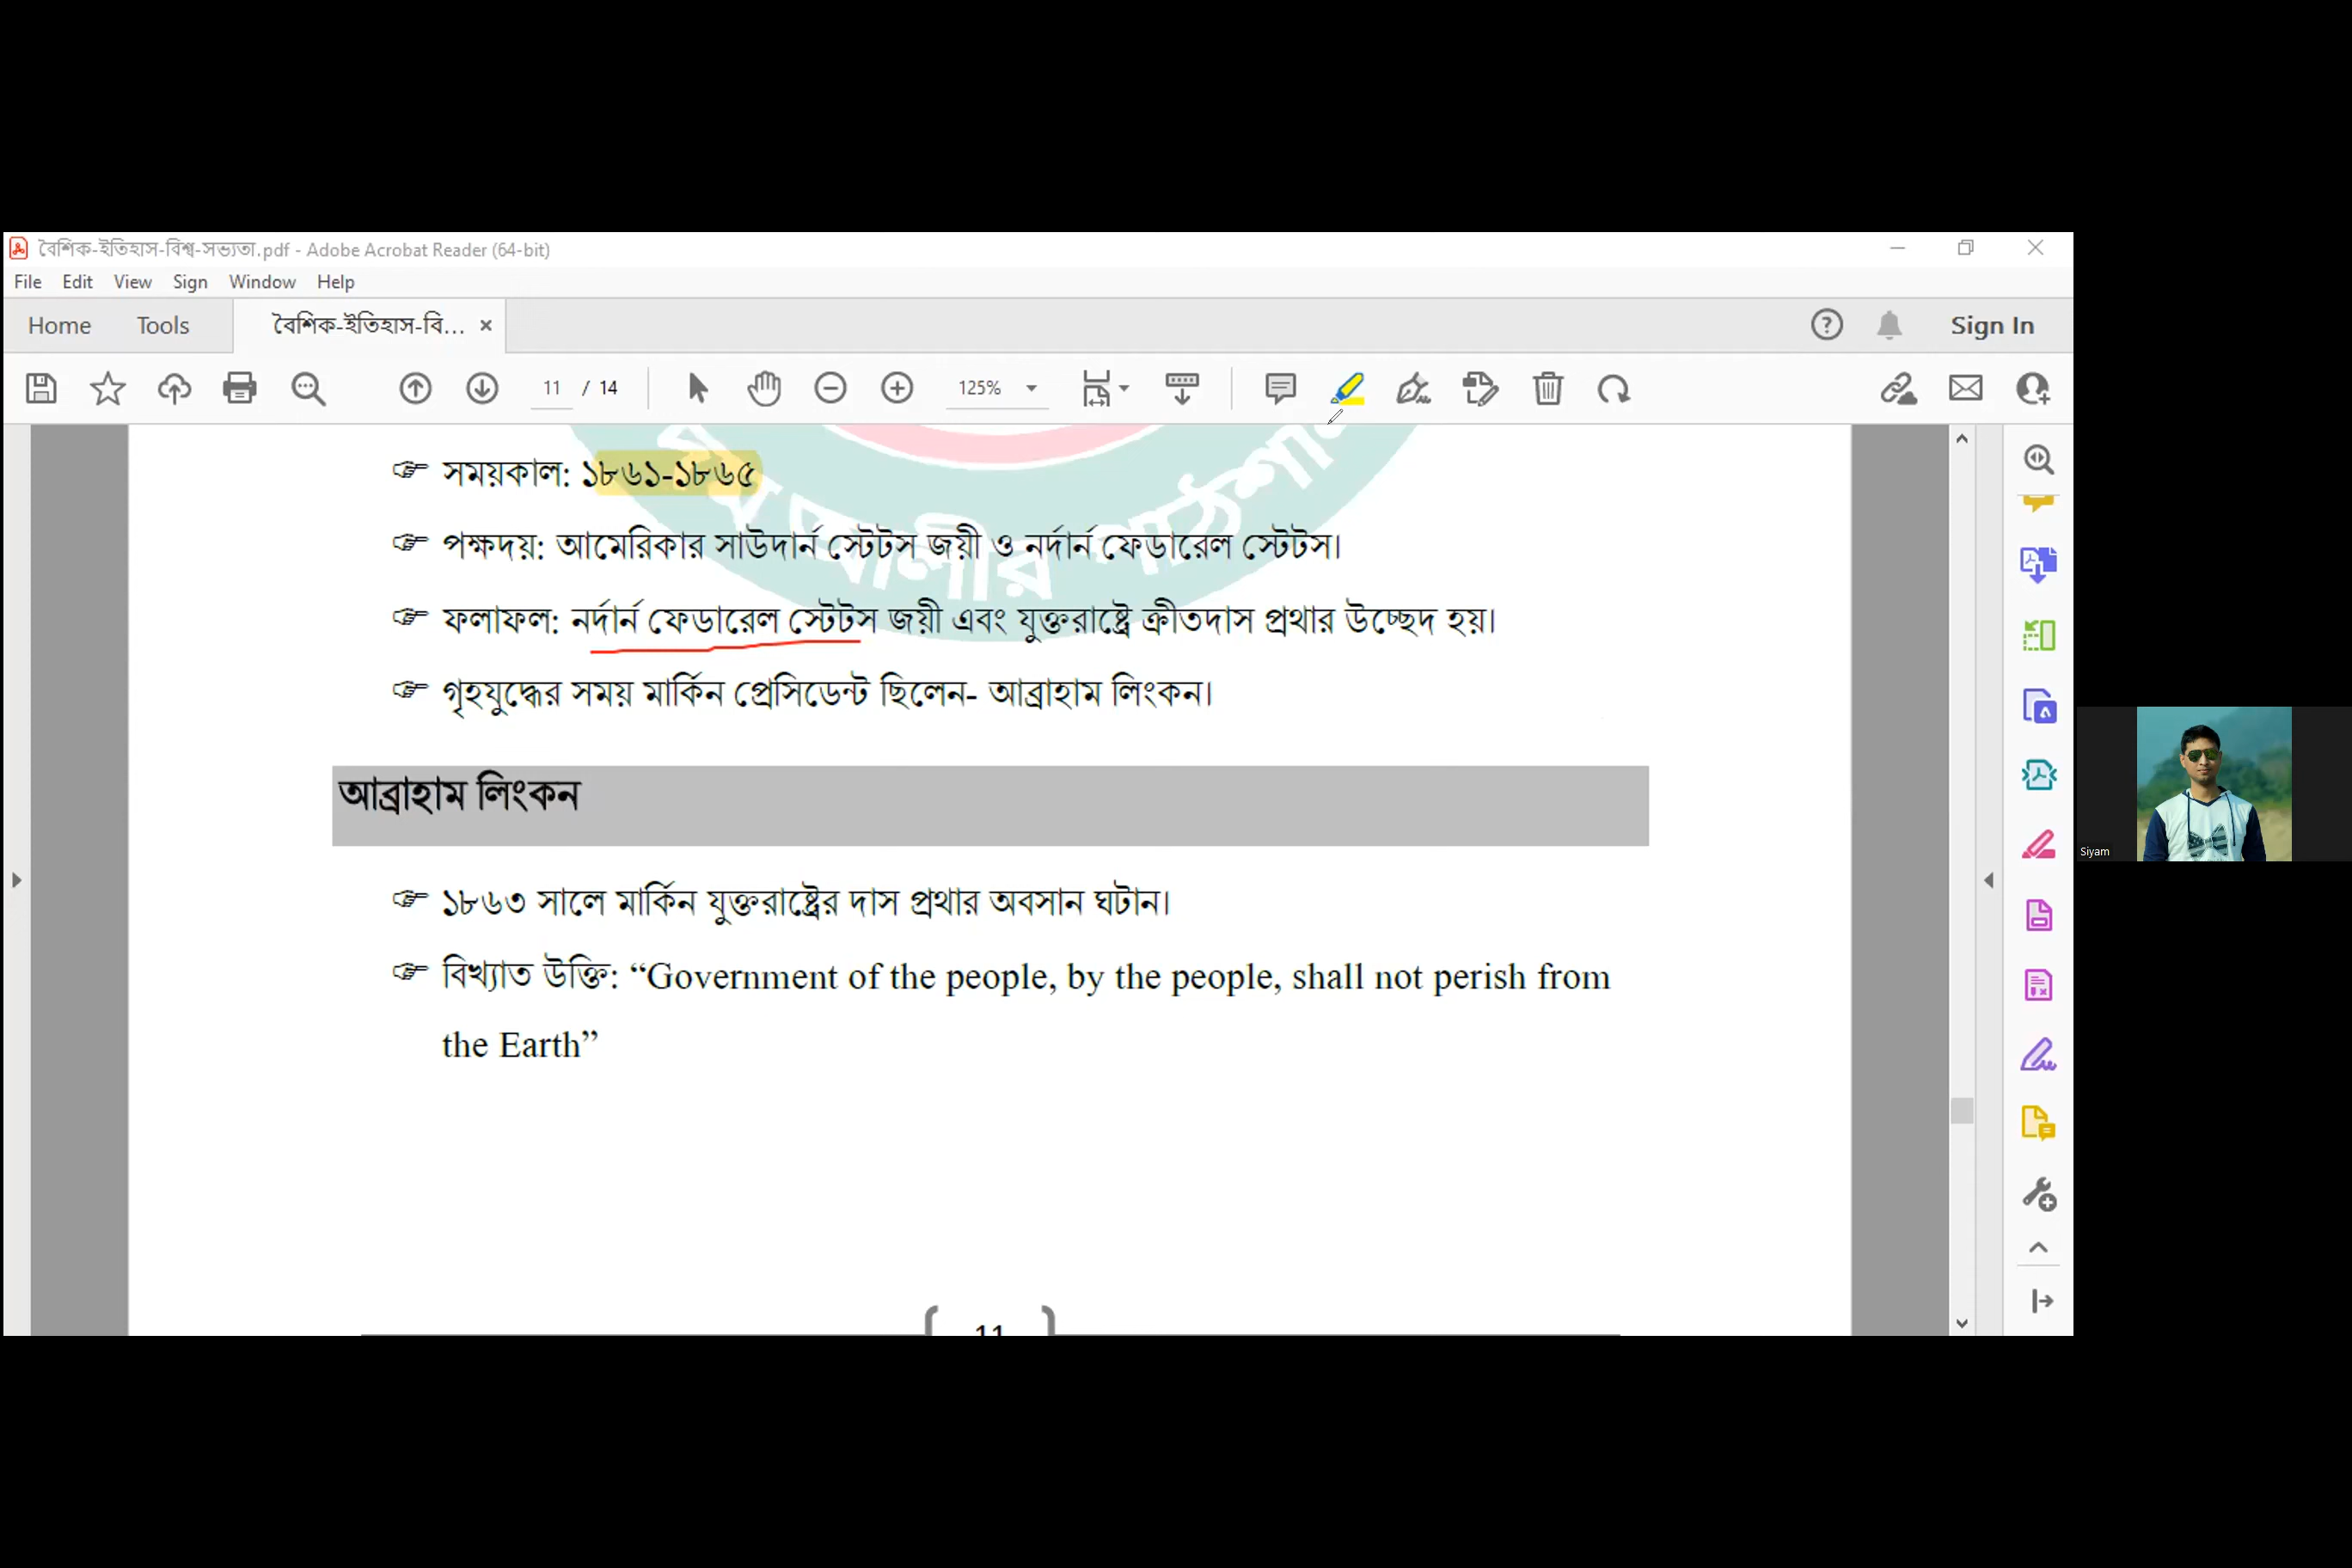 বৈশিক-ইতিহাস-বিশ্ব-সভ্যতা.pdf - Adobe Acrobat Reader (64-bit)
File Edit View Sign Window Help
Home Tools বৈশিক-ইতিহাস-বি... × Sign In
11 / 14 125%
☞ সময়কাল: ১৮৬১-১৮৬৫
☞ পক্ষদয়: আমেরিকার সাউদার্ন স্টেটস জয়ী ও নর্দার্ন ফেডারেল স্টেটস।
আলীর পাঠশালা
☞ ফলাফল: নর্দার্ন ফেডারেল স্টেটস জয়ী এবং যুক্তরাষ্ট্রে ক্রীতদাস প্রথার উচ্ছেদ হয়।
☞ গৃহযুদ্ধের সময় মার্কিন প্রেসিডেন্ট ছিলেন- আব্রাহাম লিংকন।
আব্রাহাম লিংকন
☞ ১৮৬৩ সালে মার্কিন যুক্তরাষ্ট্রের দাস প্রথার অবসান ঘটান।
☞ বিখ্যাত উক্তি: “Government of the people, by the people, shall not perish from
the Earth”
11
Siyam